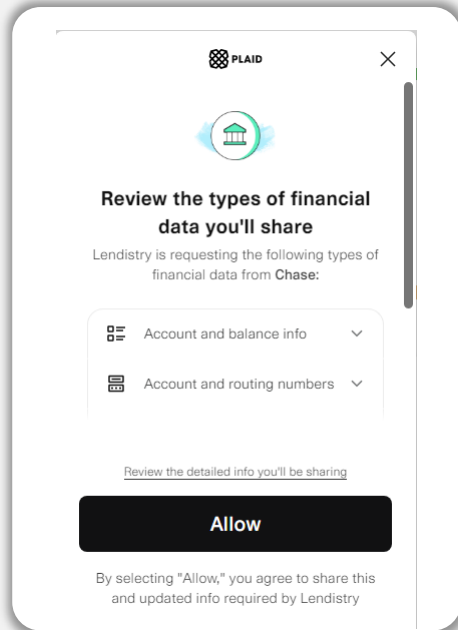 PLAID
Review the types of financial
data you'll share
Lendistry is requesting the following types of
financial data from Chase:
Account and balance info
Account and routing numbers
Review the detailed info you'll be sharing
Allow
By selecting "Allow," you agree to share this
and updated info required by Lendistry